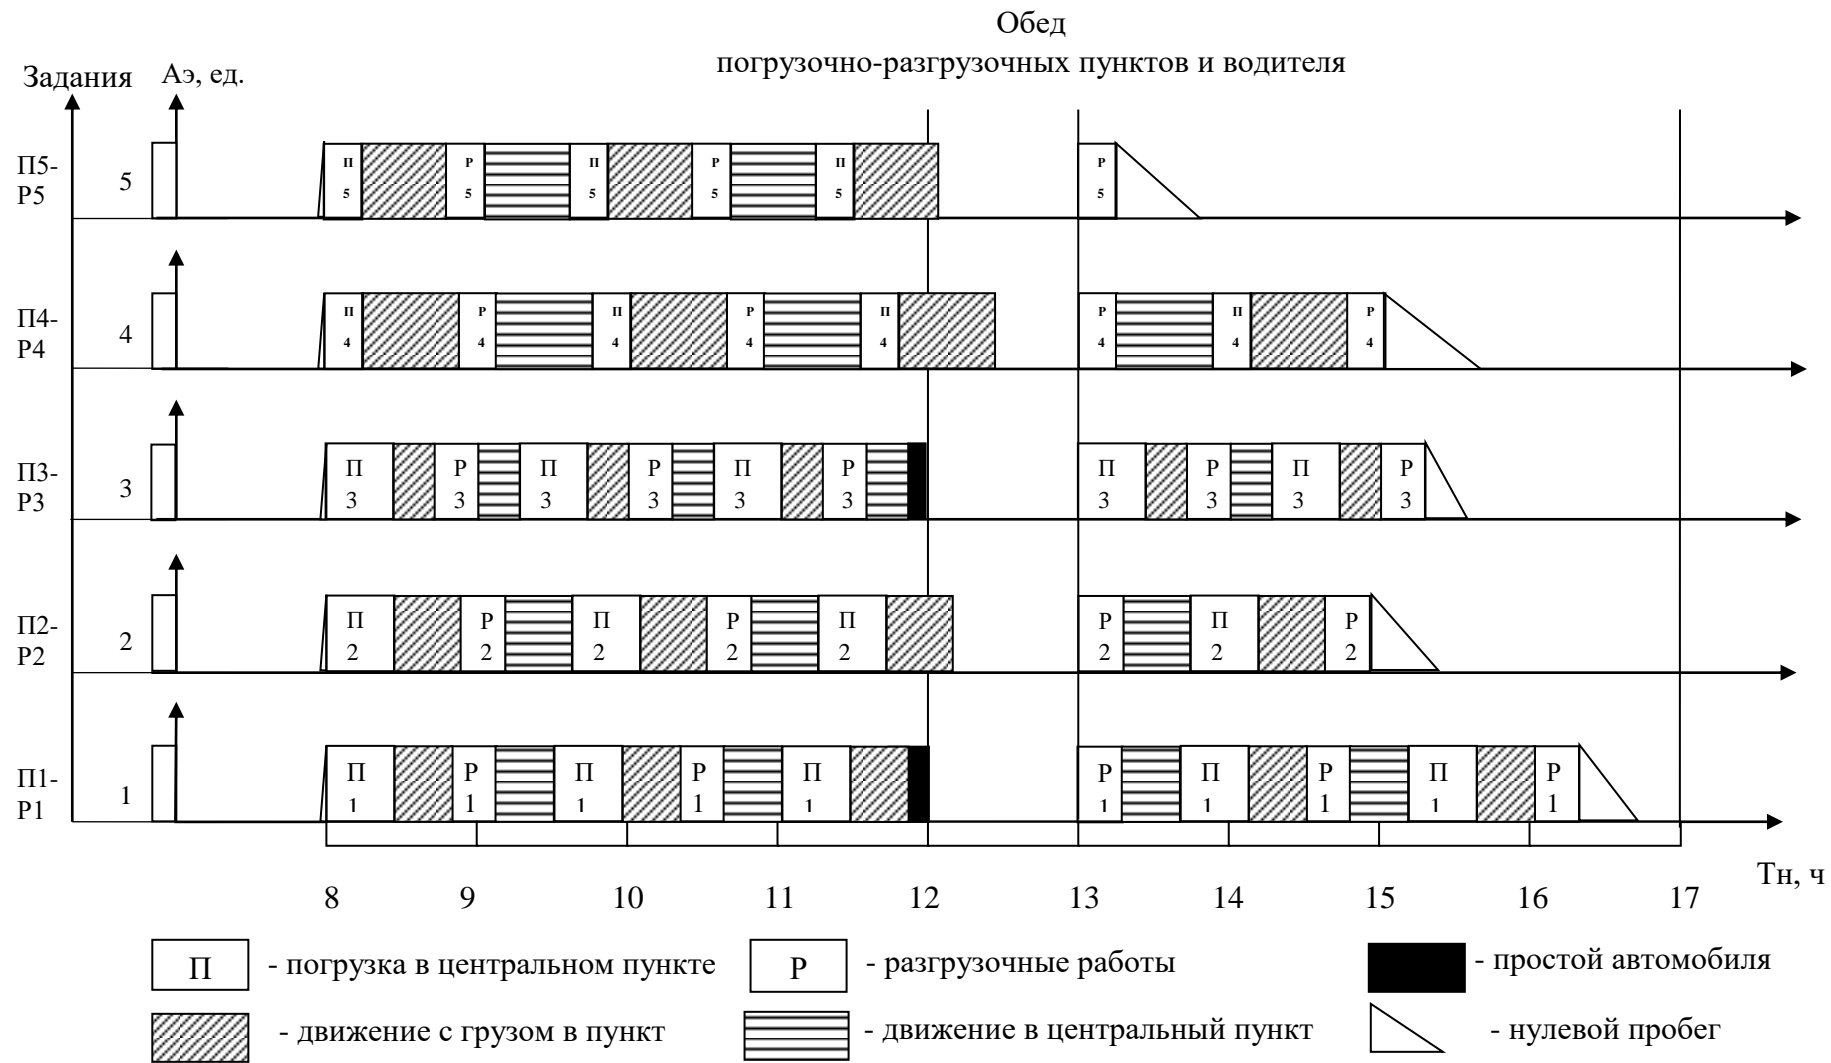 Обед
погрузочно-разгрузочных пунктов и водителя
Задания Аэ, ед.
П5-
Р5
5
П Р П Р П Р
5 5 5 5 5 5
П4-
Р4
4
П Р П Р П Р П Р
4 4 4 4 4 4 4 4
П3-
Р3
3
П Р П Р П Р П Р П Р
3 3 3 3 3 3 3 3 3 3
П2-
Р2
2
П Р П Р П Р П Р
2 2 2 2 2 2 2 2
П1-
Р1
1
П Р П Р П Р П Р П Р
1 1 1 1 1 1 1 1 1 1
Тн, ч
8 9 10 11 12 13 14 15 16 17
П - погрузка в центральном пункте Р - разгрузочные работы - простой автомобиля
- движение с грузом в пункт - движение в центральный пункт - нулевой пробег